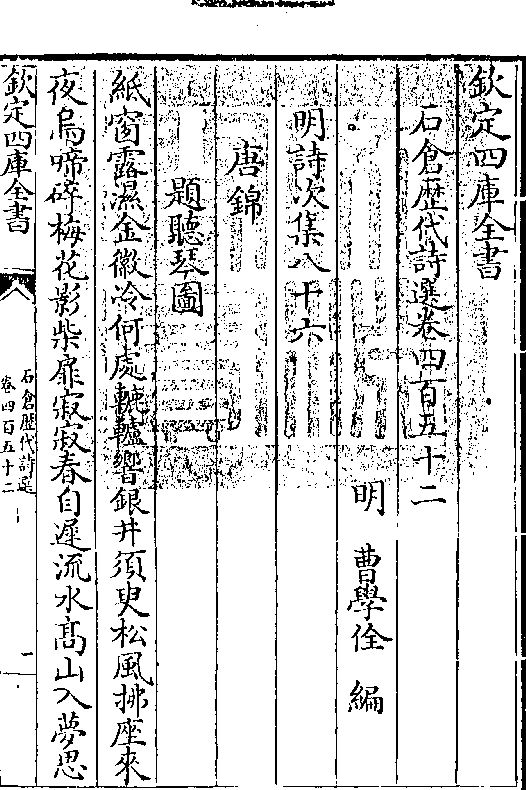 欽定四庫全書
石倉歴代詩選卷四百五十二
明 曹學佺 編
明詩次集八十六
唐錦
題聽琴圖
紙窗露濕金徽冷何處轆轤響銀井須臾松風拂座來
夜烏啼碎梅花影柴扉寂寂春自遲流水髙山入夢思
欽定四庫全書
石倉歴代詩選
卷四百五十二
一